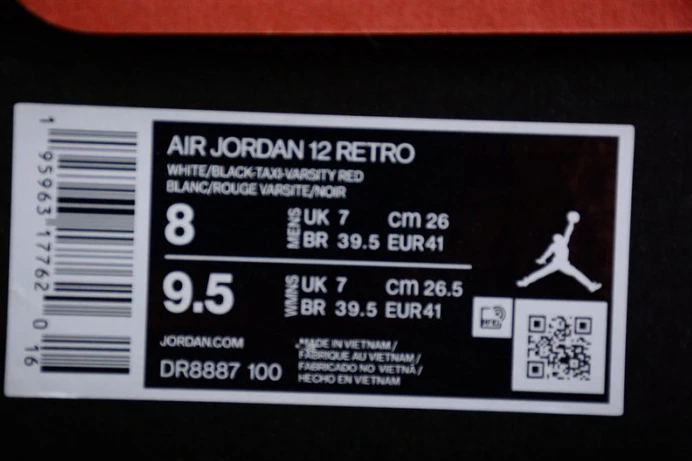 AIR JORDAN 12 RETRO
WHITE/BLACK-TAXI-VARSITY RED
BLANC/ROUGE VARSITE/NOIR
8
MENS
UK 7 cm 26
BR 39.5 EUR41
9.5
WMNS
UK 7 cm 26.5
BR 39.5 EUR41
JORDAN.COM
DR8887 100
MADE IN VIETNAM /
FABRIQUE AU VIETNAM /
FABRICADO NO VIETNÃ /
HECHO EN VIETNAM
1 95963 17762 0 16